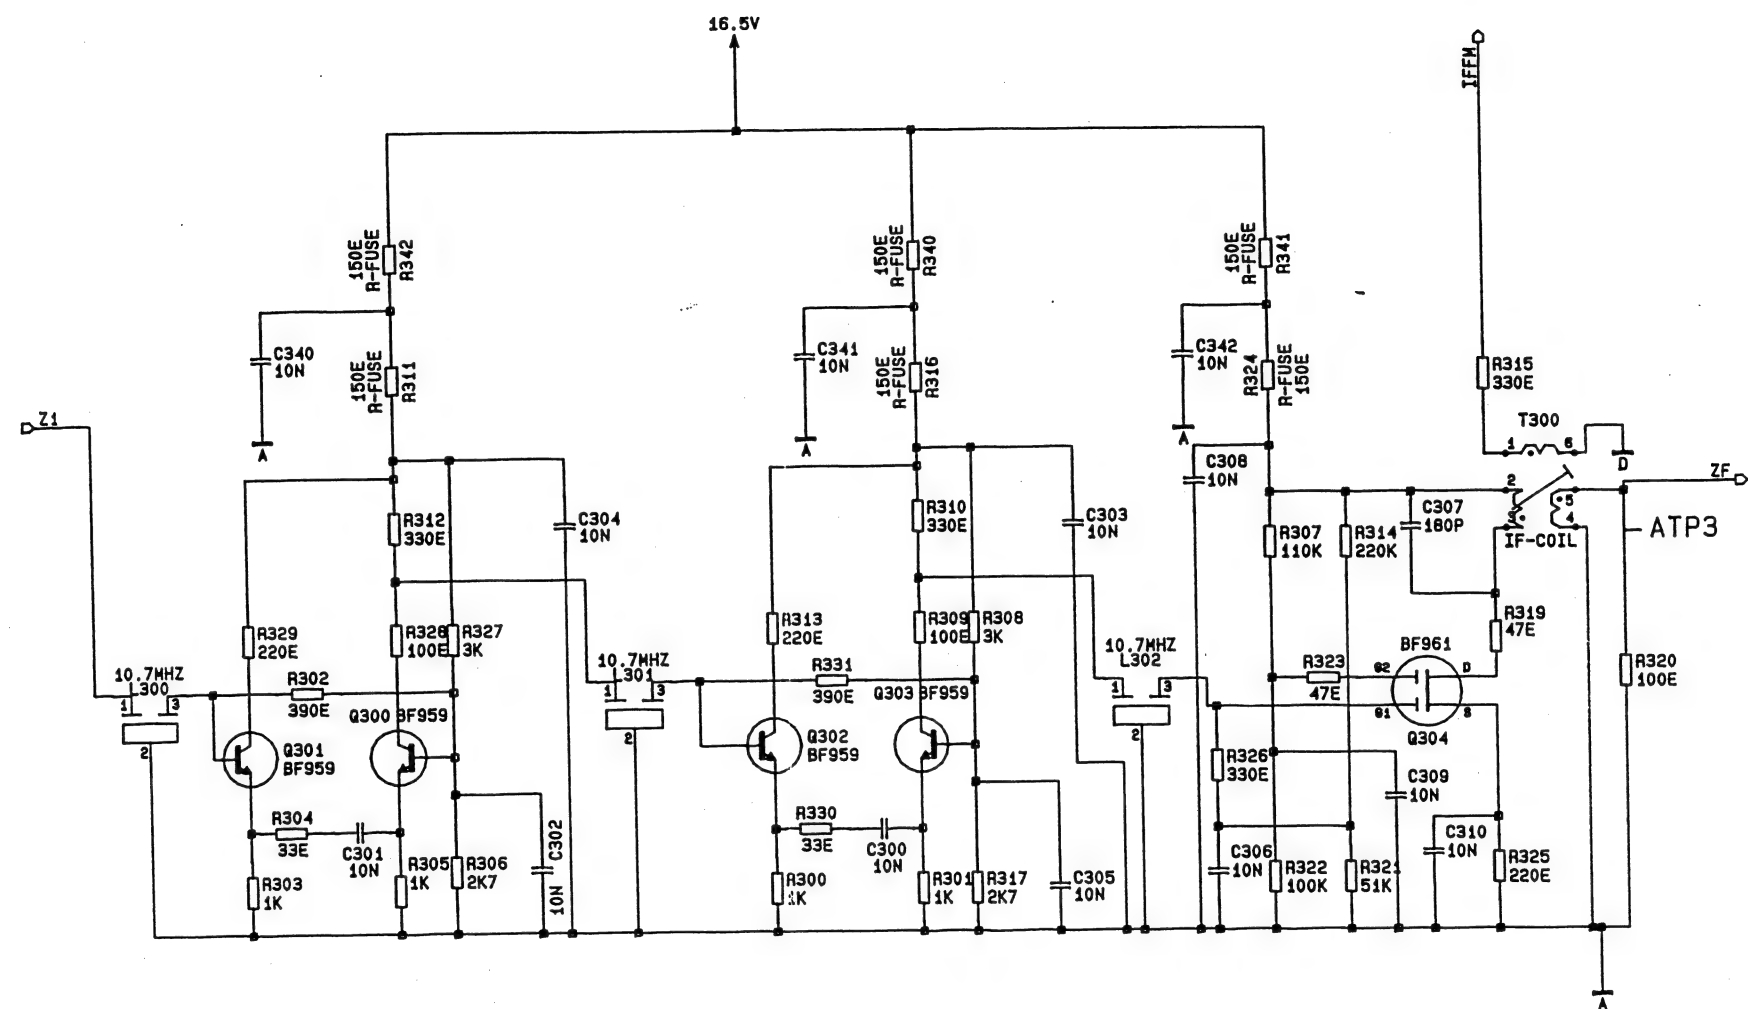 16.5V
IFFM
150E
R-FUSE
R342
150E
R-FUSE
R340
150E
R-FUSE
R341
C340
10N
150E
R-FUSE
R311
C341
10N
150E
R-FUSE
R316
C342
10N
R324
R-FUSE
150E
R315
330E
Z1
A
A
A
T300
1
6
D
C308
10N
ZF
2
5
3
4
IF-COIL
ATP3
R312
330E
C304
10N
R310
330E
C303
10N
R307
110K
R314
220K
C307
180P
R329
220E
R328
100E
R327
3K
R313
220E
R309
100E
R308
3K
R319
47E
10.7MHZ
L300
1
3
2
R302
390E
10.7MHZ
L301
1
3
2
R331
390E
10.7MHZ
L302
1
3
2
R323
47E
BF961
G2
D
G1
S
Q304
R320
100E
Q300 BF959
Q301
BF959
Q303 BF959
Q302
BF959
R326
330E
C309
10N
R304
33E
C301
10N
R330
33E
C300
10N
R303
1K
R305
1K
R306
2K7
C302
10N
R300
1K
R301
1K
R317
2K7
C305
10N
C306
10N
R322
100K
R321
51K
C310
10N
R325
220E
A